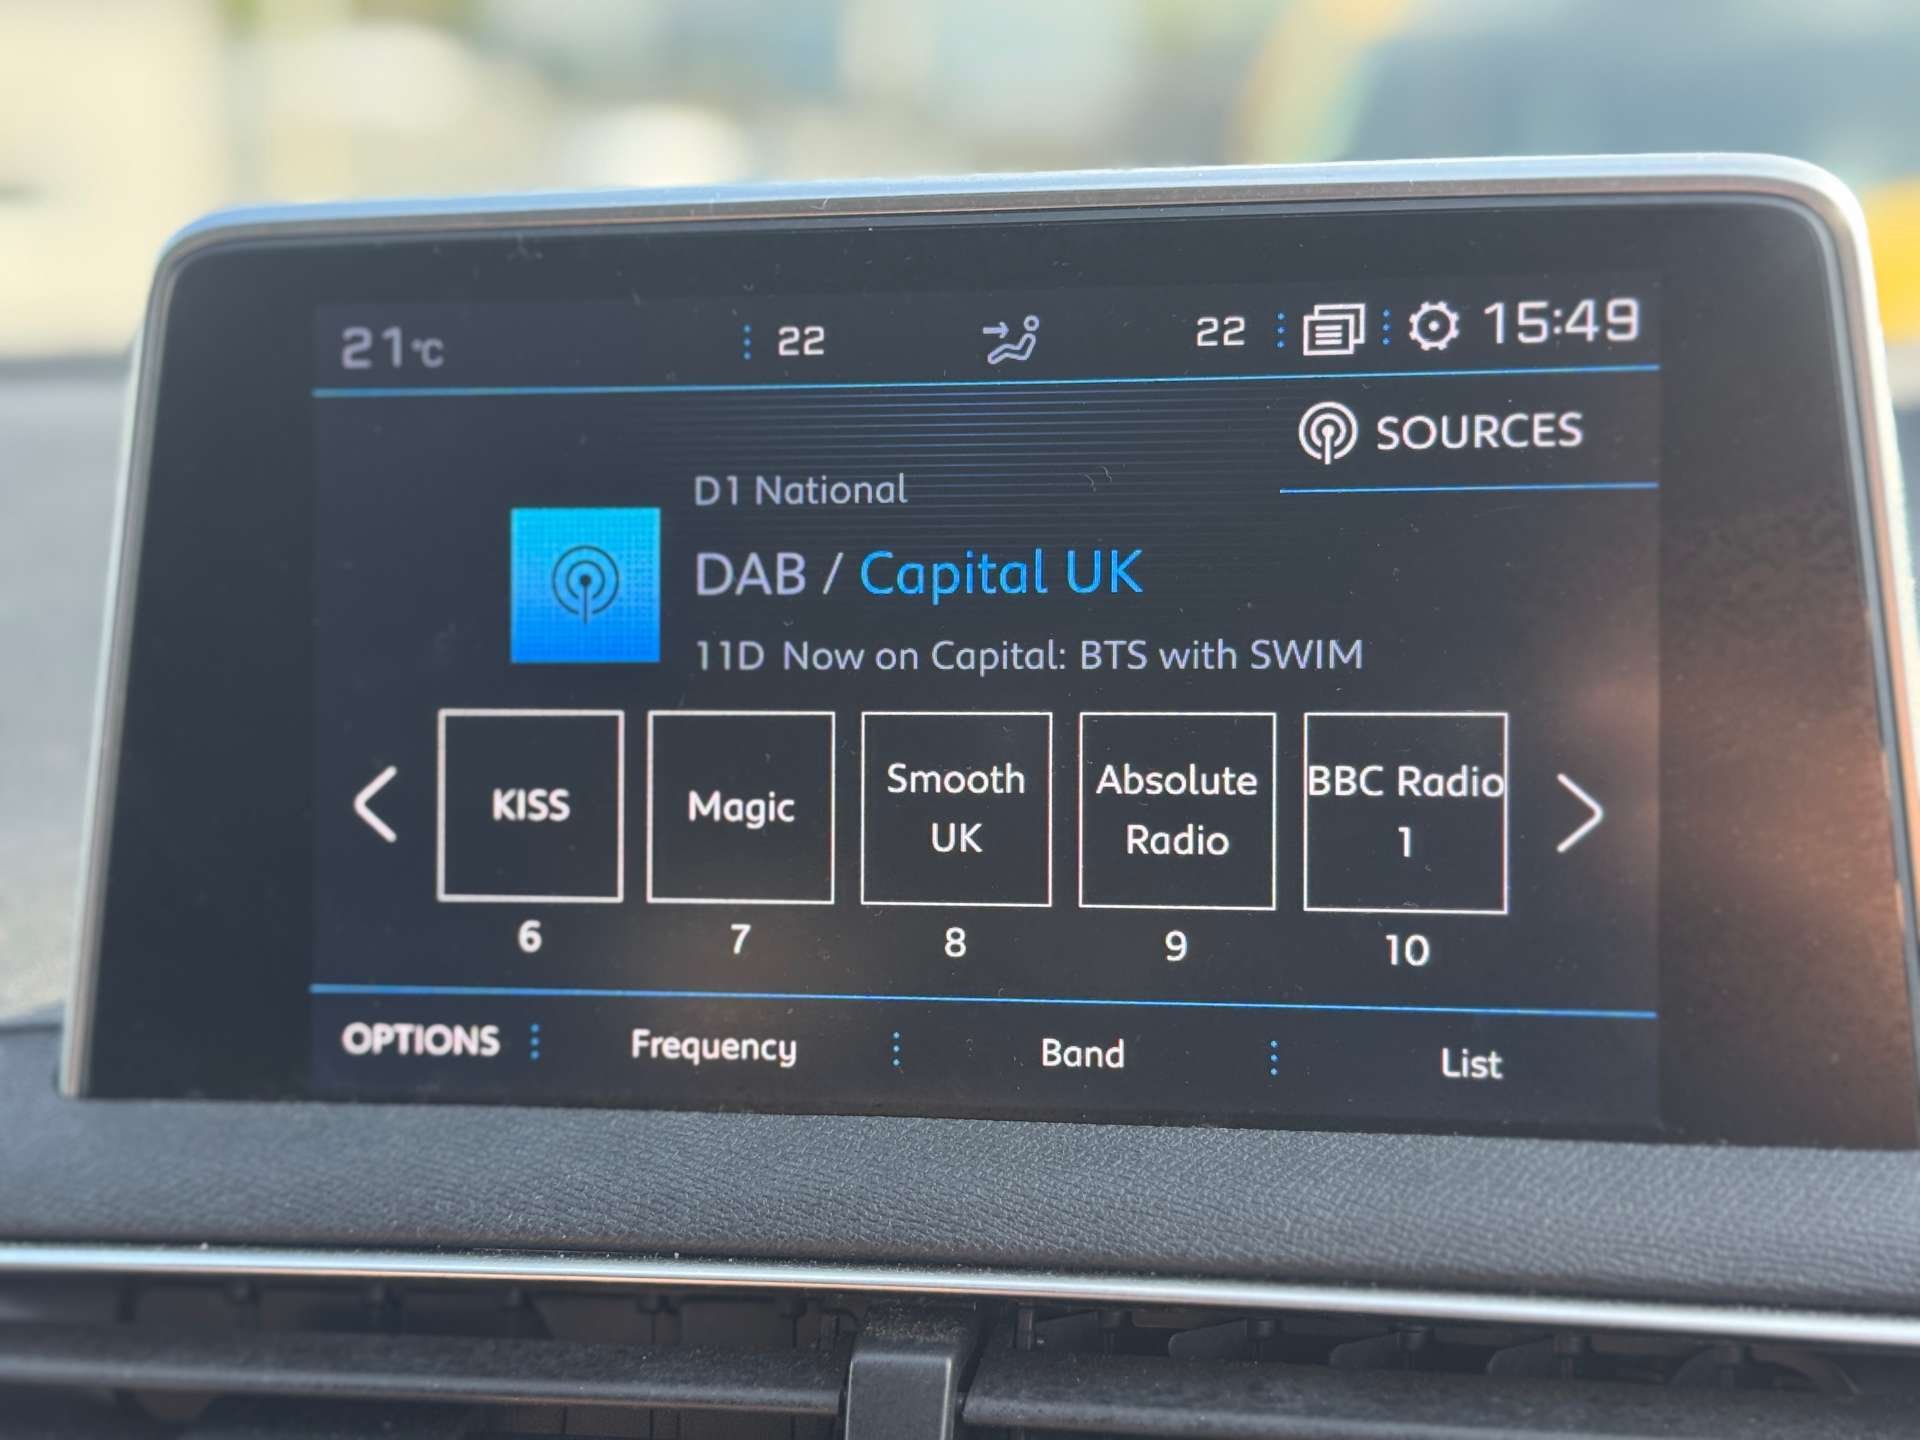 21°C 22 22 15:49
SOURCES
D1 National
DAB / Capital UK
11D Now on Capital: BTS with SWIM
KISS
Magic
Smooth
UK
Absolute
Radio
BBC Radio
1
6 7 8 9 10
OPTIONS Frequency Band List